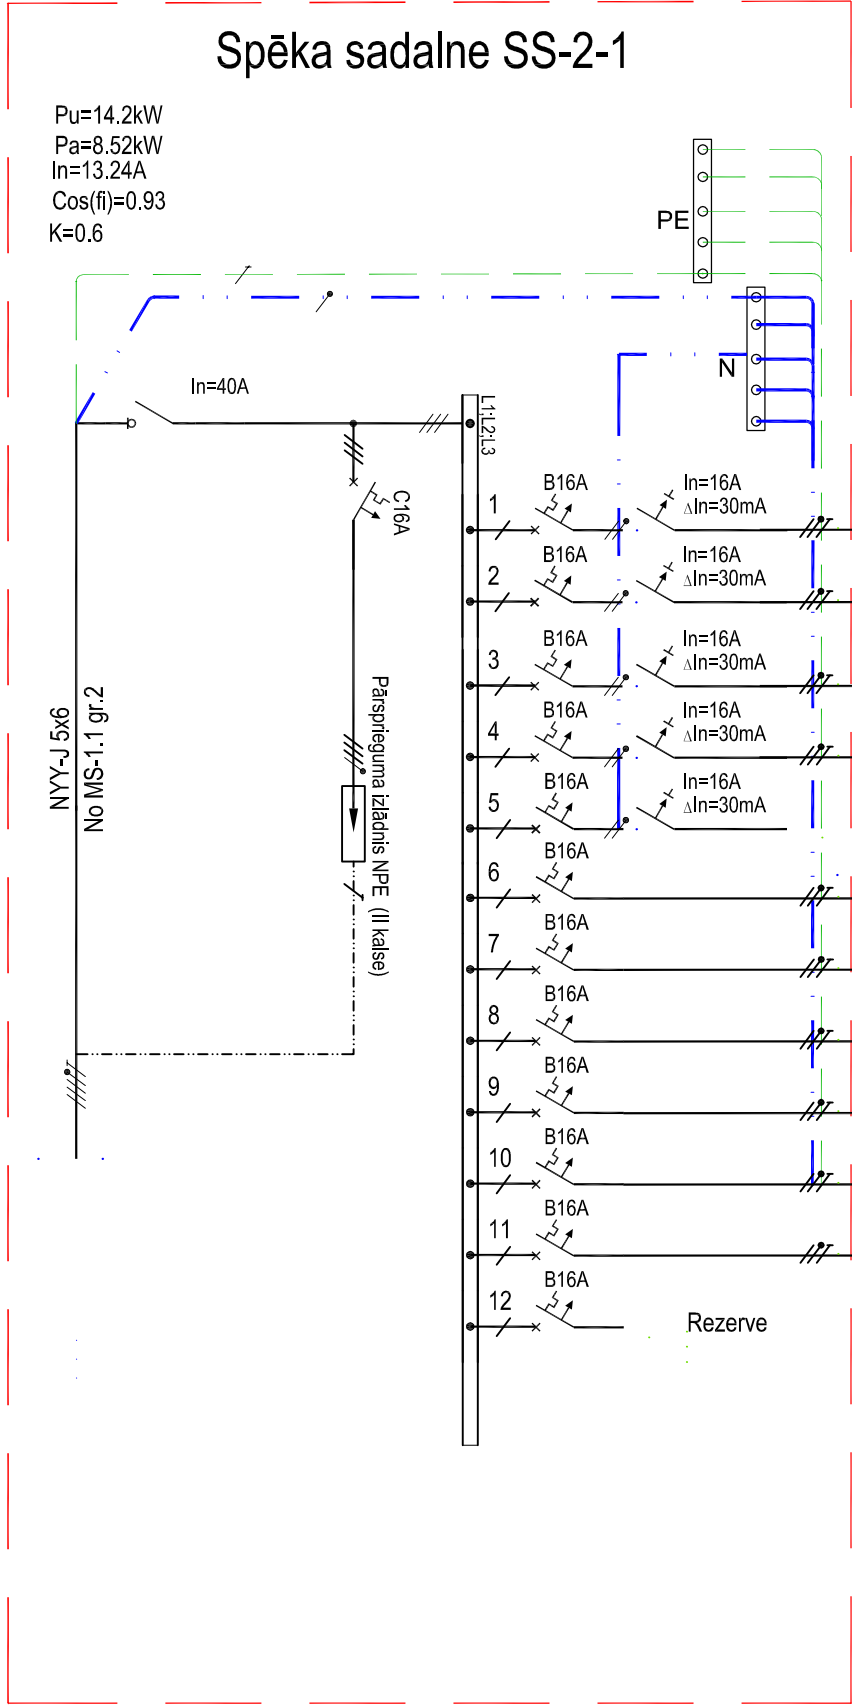 Spēka sadalne SS-2-1
Pu=14.2kW
Pa=8.52kW
In=13.24A
Cos(fi)=0.93
K=0.6
PE
N
In=40A
L1;L2;L3
C16A
NYY-J 5x6
No MS-1.1 gr.2
Pārsprieguma izlādnis NPE (II kalse)
1
B16A
In=16A
ΔIn=30mA
2
B16A
In=16A
ΔIn=30mA
3
B16A
In=16A
ΔIn=30mA
4
B16A
In=16A
ΔIn=30mA
5
B16A
In=16A
ΔIn=30mA
6
B16A
7
B16A
8
B16A
9
B16A
10
B16A
11
B16A
12
B16A
Rezerve